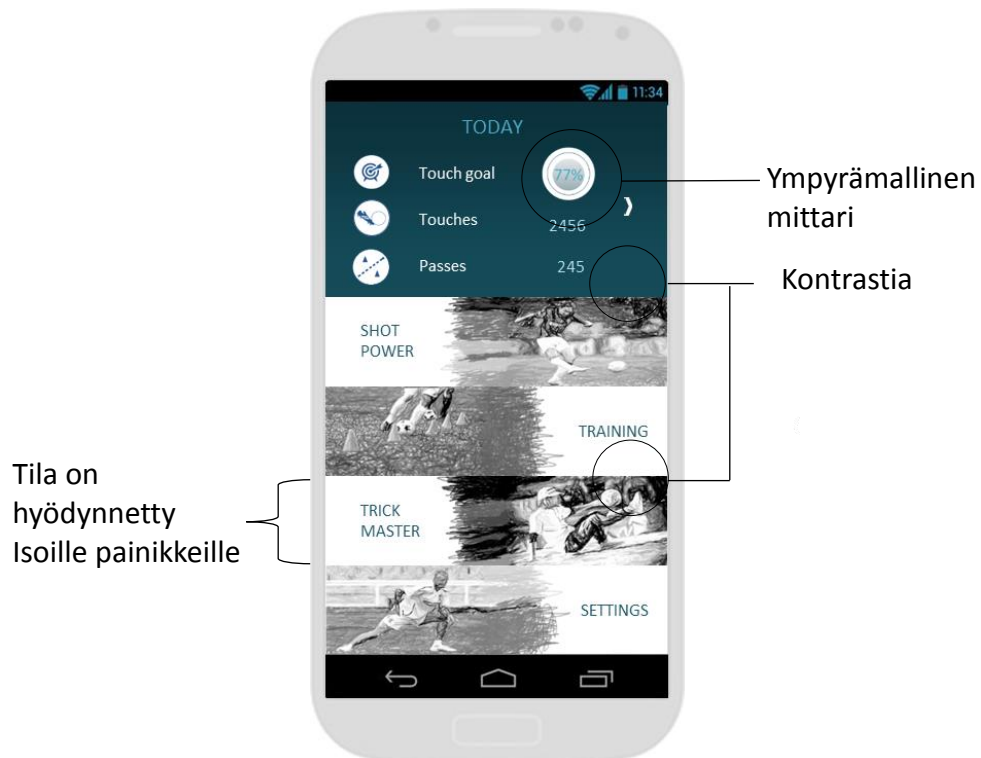 11:34
TODAY
Touch goal
77%
Touches
2456
Passes
245
Ympyrämallinen
mittari
Kontrastia
SHOT
POWER
TRAINING
TRICK
MASTER
SETTINGS
Tila on
hyödynnetty
Isoille painikkeille